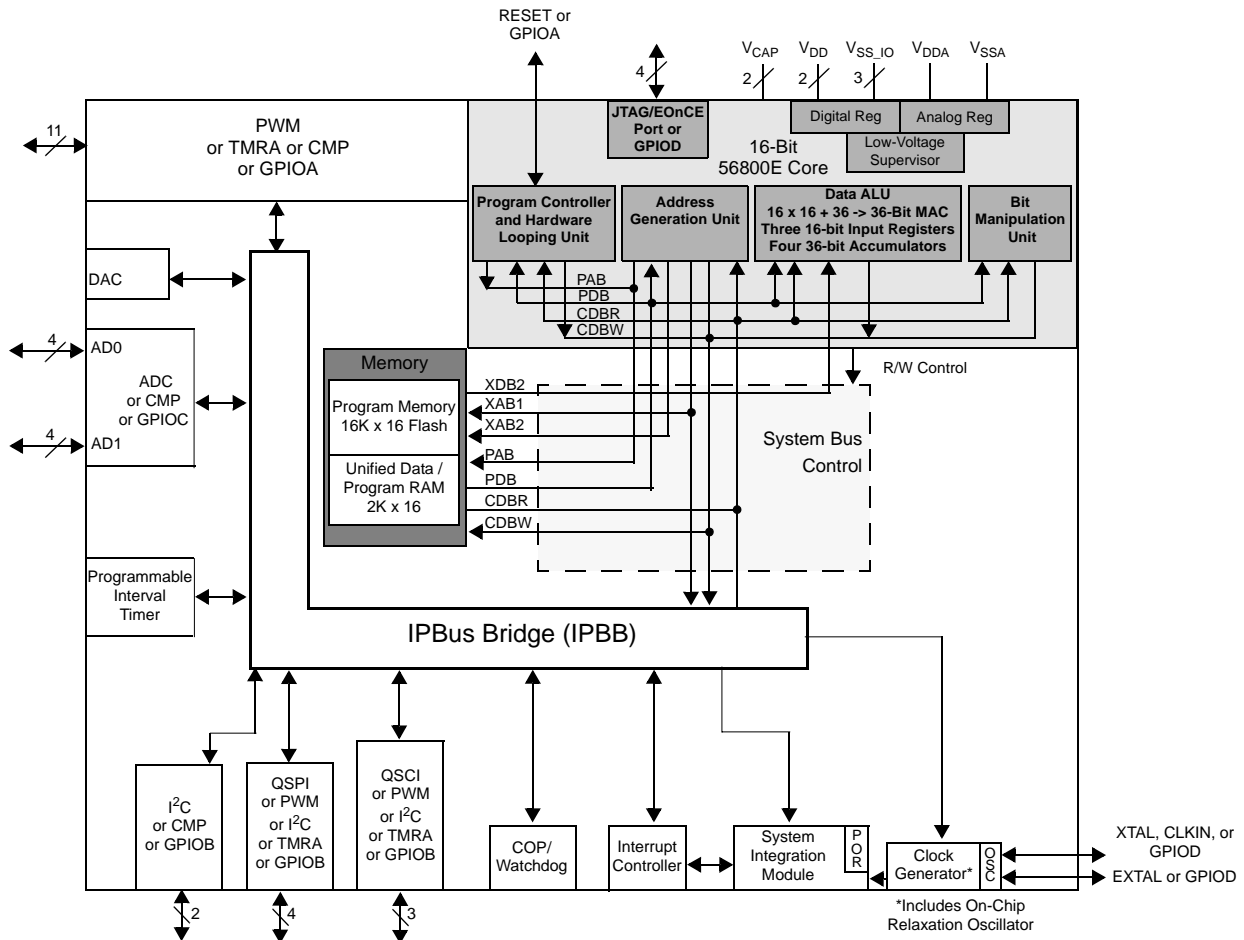 RESET or
GPIOA
4
V_CAP
V_DD
V_SS_IO
V_DDA
V_SSA
2
2
3
11
PWM
or TMRA or CMP
or GPIOA
JTAG/EOnCE
Port or
GPIOD
Digital Reg
Analog Reg
Low-Voltage
Supervisor
16-Bit
56800E Core
Program Controller
and Hardware
Looping Unit
Address
Generation Unit
Data ALU
16 x 16 + 36 -> 36-Bit MAC
Three 16-bit Input Registers
Four 36-bit Accumulators
Bit
Manipulation
Unit
PAB
PDB
CDBR
CDBW
DAC
4
AD0
ADC
or CMP
or GPIOC
4
AD1
Memory
Program Memory
16K x 16 Flash
Unified Data /
Program RAM
2K x 16
R/W Control
XDB2
XAB1
XAB2
PAB
PDB
CDBR
CDBW
System Bus
Control
Programmable
Interval
Timer
IPBus Bridge (IPBB)
I²C
or CMP
or GPIOB
QSPI
or PWM
or I²C
or TMRA
or GPIOB
QSCI
or PWM
or I²C
or TMRA
or GPIOB
COP/
Watchdog
Interrupt
Controller
System
Integration
Module
POR
Clock
Generator*
OSC
XTAL, CLKIN, or
GPIOD
EXTAL or GPIOD
*Includes On-Chip
Relaxation Oscillator
2
4
3